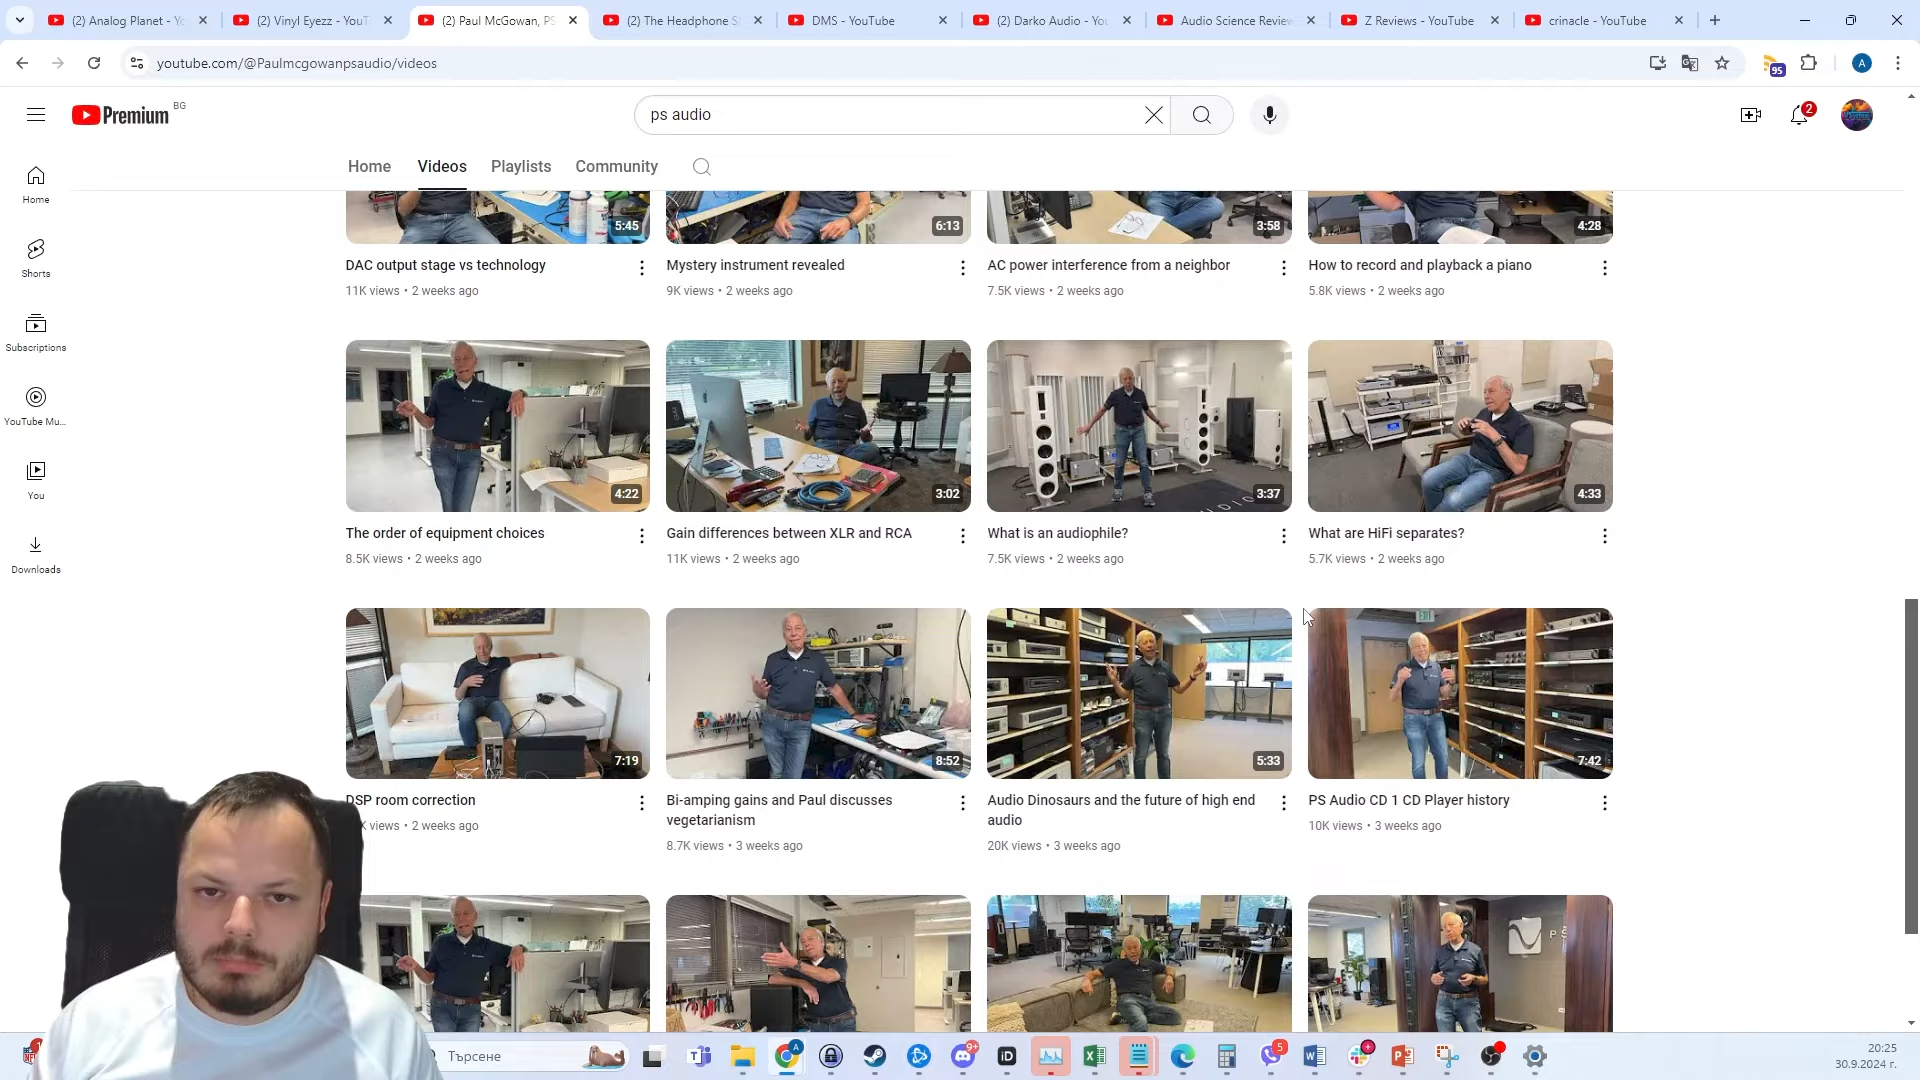 (2) Analog Planet - Yo
(2) Vinyl Eyezz - YouT
(2) Paul McGowan, PS
(2) The Headphone S
DMS - YouTube
(2) Darko Audio - You
Audio Science Review
Z Reviews - YouTube
crinacle - YouTube
youtube.com/@Paulmcgowanpsaudio/videos
95
A
Premium
BG
ps audio
2
Home
Videos
Playlists
Community
Home
Shorts
Subscriptions
YouTube Mu...
You
Downloads
5:45
6:13
3:58
4:28
DAC output stage vs technology
Mystery instrument revealed
AC power interference from a neighbor
How to record and playback a piano
11K views • 2 weeks ago
9K views • 2 weeks ago
7.5K views • 2 weeks ago
5.8K views • 2 weeks ago
4:22
3:02
3:37
4:33
The order of equipment choices
Gain differences between XLR and RCA
What is an audiophile?
What are HiFi separates?
8.5K views • 2 weeks ago
11K views • 2 weeks ago
7.5K views • 2 weeks ago
5.7K views • 2 weeks ago
7:19
8:52
5:33
7:42
DSP room correction
Bi-amping gains and Paul discusses
vegetarianism
Audio Dinosaurs and the future of high end
audio
PS Audio CD 1 CD Player history
K views • 2 weeks ago
8.7K views • 3 weeks ago
20K views • 3 weeks ago
10K views • 3 weeks ago
Търсене
A
9+
iD
5
20:25
30.9.2024 г.